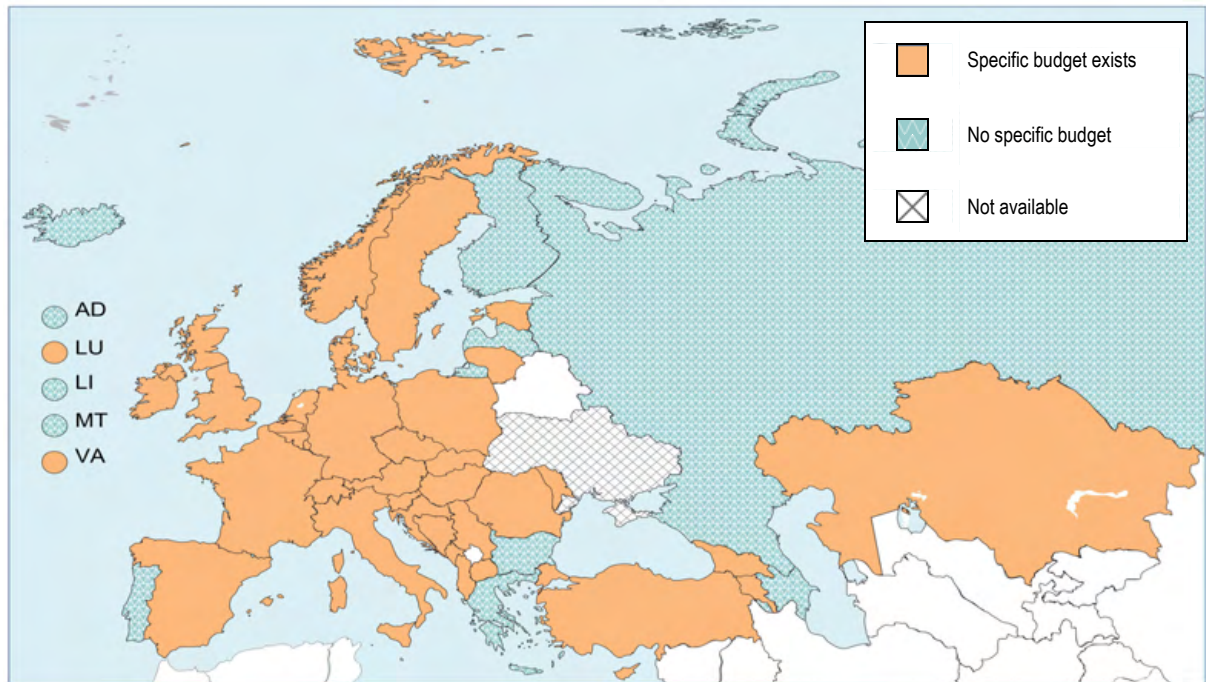 Specific budget exists
No specific budget
Not available
AD
LU
LI
MT
VA